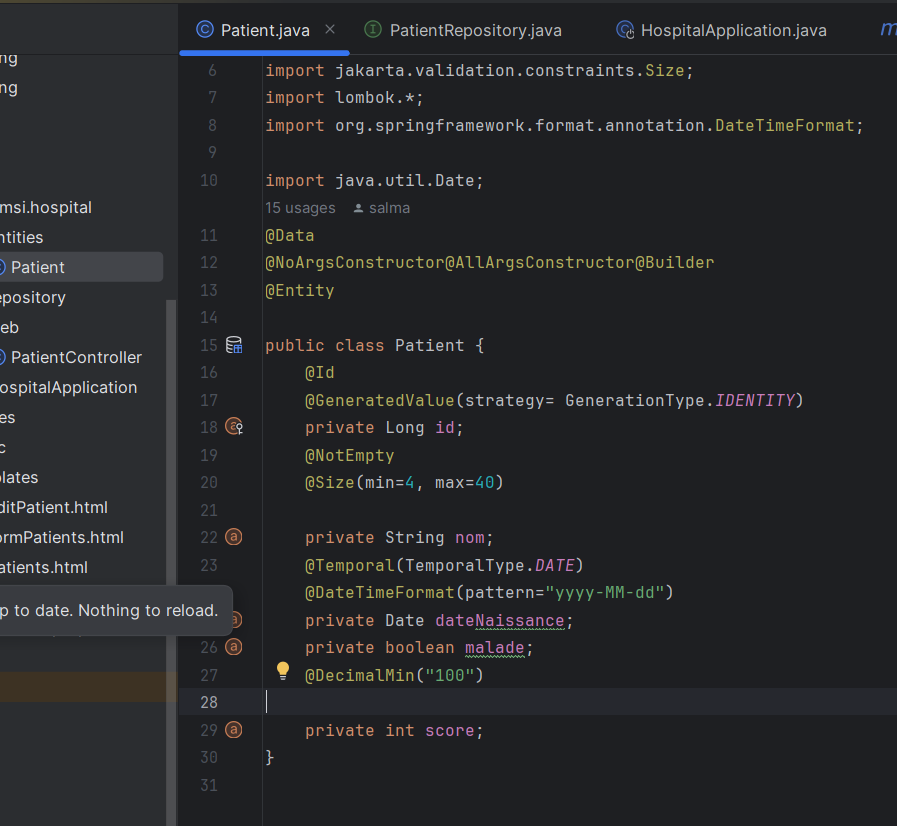 Patient.java
PatientRepository.java
HospitalApplication.java
m
ng
ng
msi.hospital
ntities
Patient
epository
eb
PatientController
ospitalApplication
es
c
lates
ditPatient.html
ormPatients.html
atients.html
p to date. Nothing to reload.
6 import jakarta.validation.constraints.Size;
7 import lombok.*;
8 import org.springframework.format.annotation.DateTimeFormat;
9
10 import java.util.Date;
15 usages salma
11 @Data
12 @NoArgsConstructor@AllArgsConstructor@Builder
13 @Entity
14
15 public class Patient {
16 @Id
17 @GeneratedValue(strategy= GenerationType.IDENTITY)
18 private Long id;
19 @NotEmpty
20 @Size(min=4, max=40)
21
22 private String nom;
23 @Temporal(TemporalType.DATE)
@DateTimeFormat(pattern="yyyy-MM-dd")
private Date dateNaissance;
26 private boolean malade;
27 @DecimalMin("100")
28
29 private int score;
30 }
31